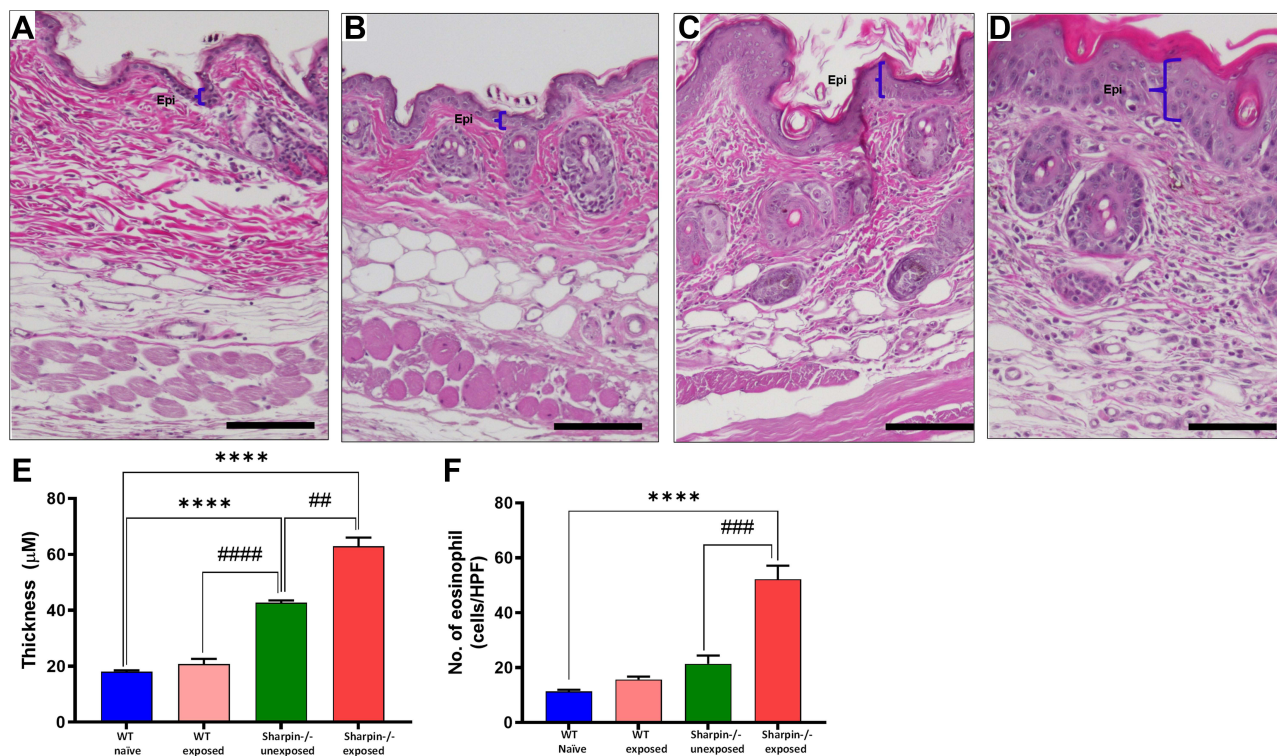 A
B
C
D
Epi
Epi
Epi
Epi
E
F
****
****
##
####
80
60
40
20
0
Thickness (μM)
WT
naïve
WT
exposed
Sharpin-/-
unexposed
Sharpin-/-
exposed
****
###
80
60
40
20
0
No. of eosinophil
(cells/HPF)
WT
Naïve
WT
exposed
Sharpin-/-
unexposed
Sharpin-/-
exposed